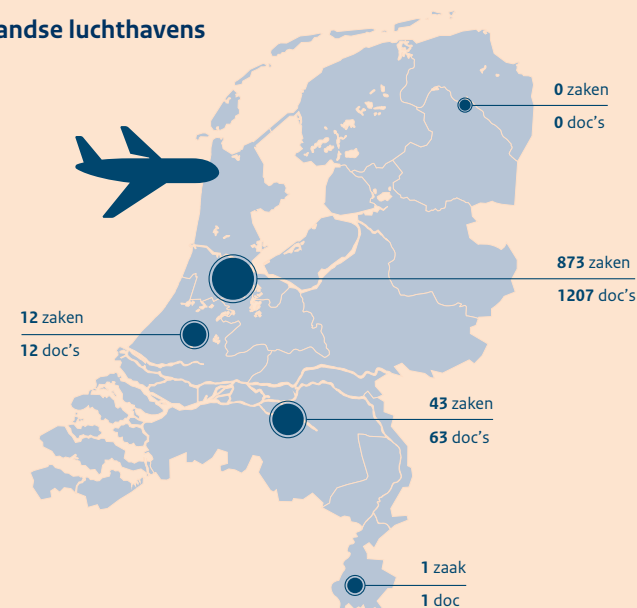 andse luchthavens
0 zaken
0 doc's
873 zaken
1207 doc's
12 zaken
12 doc's
43 zaken
63 doc's
1 zaak
1 doc